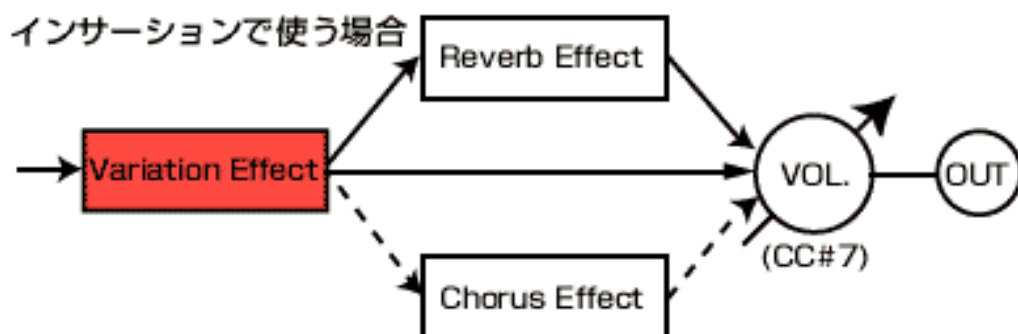 インサーションで使う場合
Reverb Effect
Variation Effect
VOL.
OUT
(CC#7)
Chorus Effect